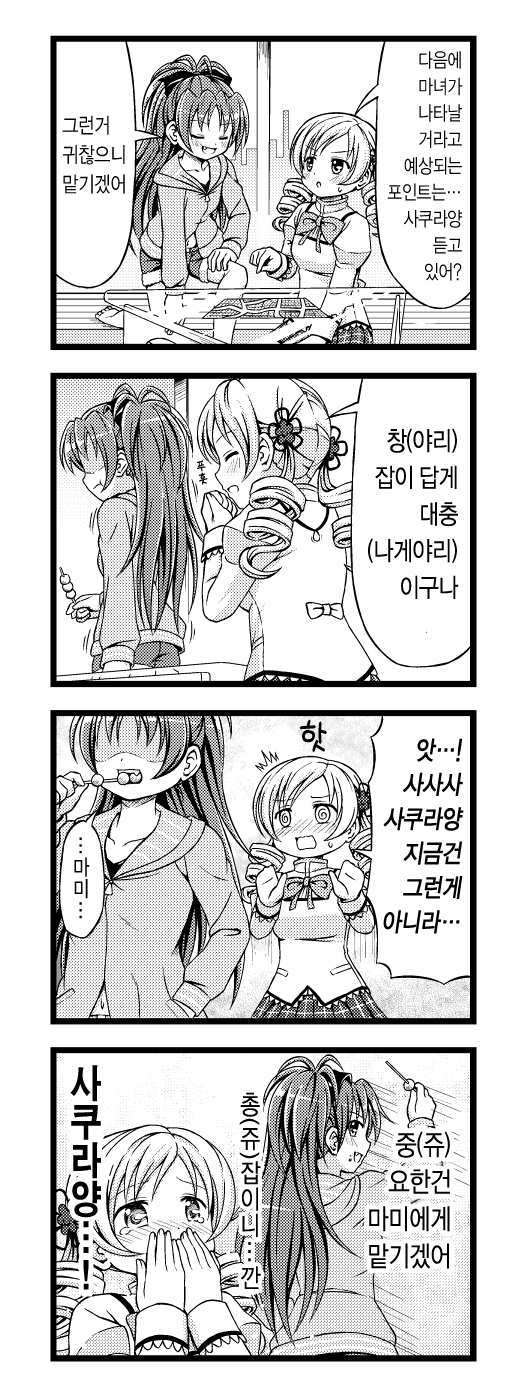 다음에
마녀가
나타날
거라고
예상되는
포인트는…
사쿠라양
듣고
있어?
그런거
귀찮으니
맡기겠어
창(야리)
잡이 답게
대충
(나게야리)
이구나
푸훗
핫
앗…!
사사사
사쿠라양
지금건
그런게
아니라…
…마미…
중(쥬)
요한건
마미에게
맡기겠어
총(쥬)잡이니…깐
사쿠라양…!